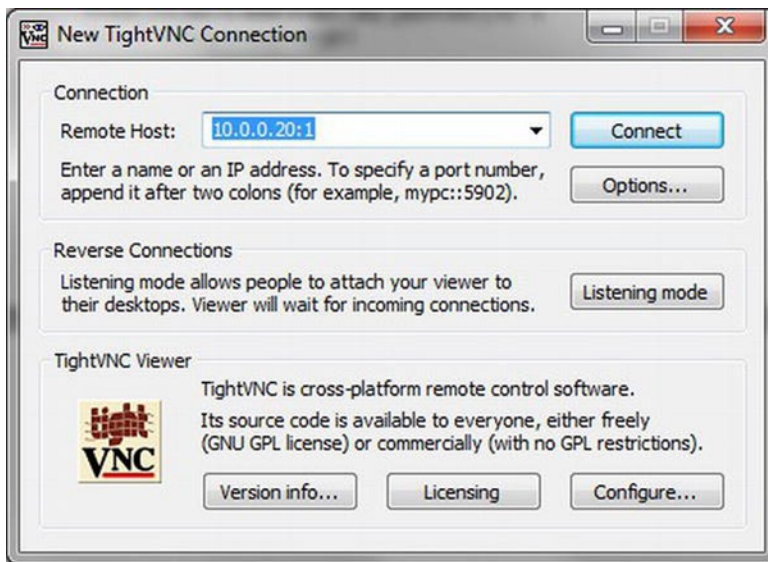 New TightVNC Connection
Connection
Remote Host: 10.0.0.20:1 Connect
Enter a name or an IP address. To specify a port number,
append it after two colons (for example, mypc::5902).
Options...
Reverse Connections
Listening mode allows people to attach your viewer to
their desktops. Viewer will wait for incoming connections.
Listening mode
TightVNC Viewer
TightVNC is cross-platform remote control software.
Its source code is available to everyone, either freely
(GNU GPL license) or commercially (with no GPL restrictions).
tight
VNC
Version info... Licensing Configure...